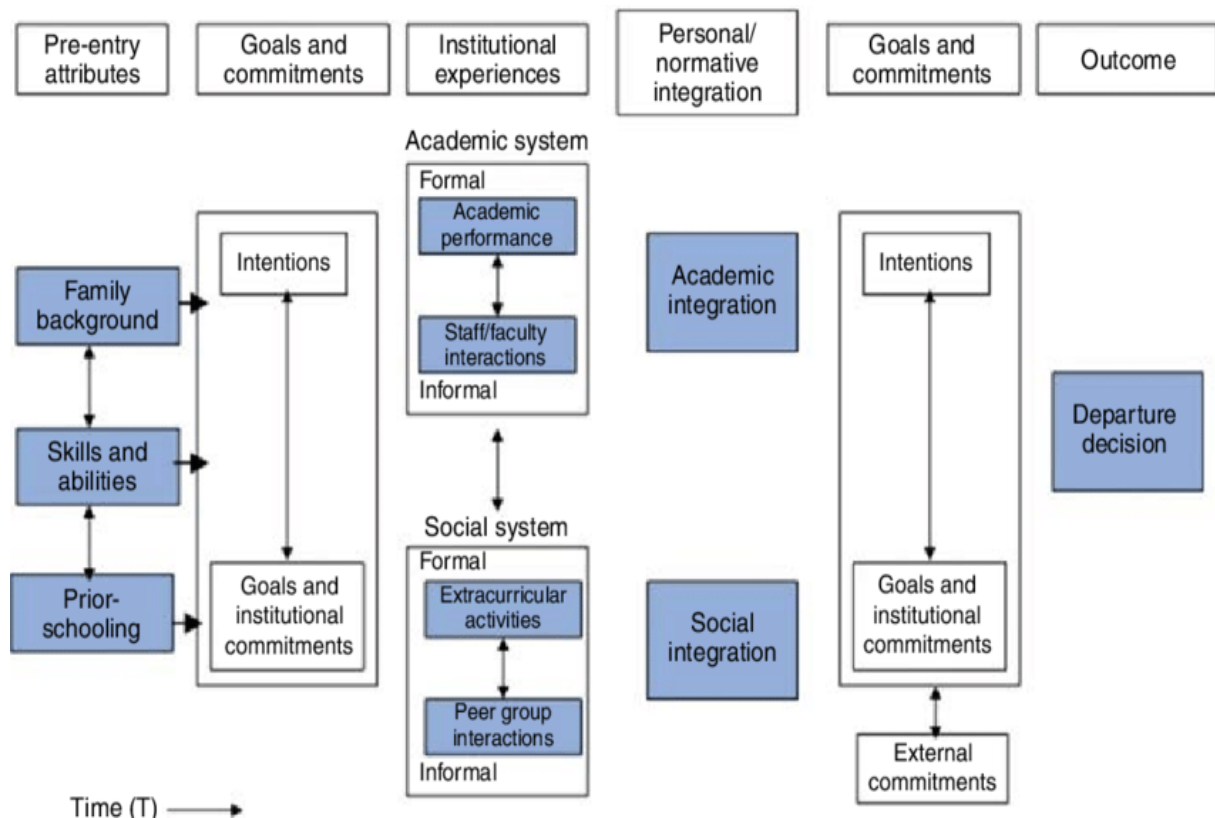 Pre-entry
attributes
Goals and
commitments
Institutional
experiences
Personal/
normative
integration
Goals and
commitments
Outcome
Family
background
Skills and
abilities
Prior-
schooling
Intentions
Goals and
institutional
commitments
Academic system
Formal
Academic
performance
Staff/faculty
interactions
Informal
Social system
Formal
Extracurricular
activities
Peer group
interactions
Informal
Academic
integration
Social
integration
Intentions
Goals and
institutional
commitments
External
commitments
Departure
decision
Time (T)